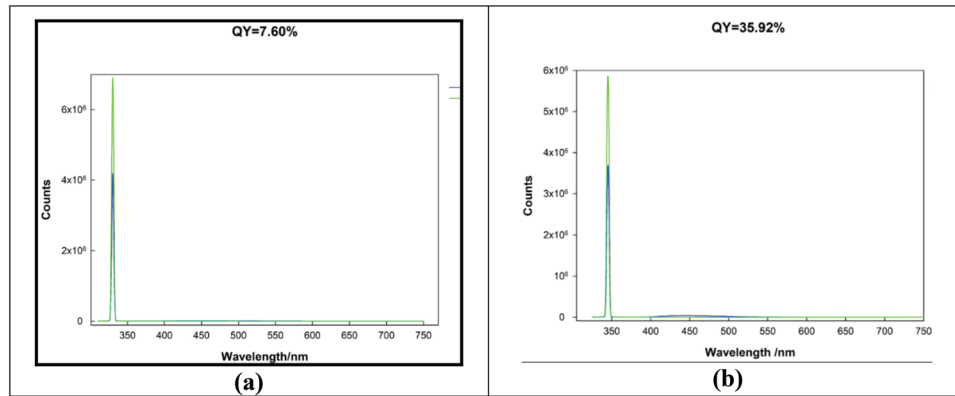 QY=7.60%
6x10⁶
4x10⁶
2x10⁶
0
Counts
350 400 450 500 550 600 650 700 750
Wavelength/nm
(a)
QY=35.92%
6x10⁶
5x10⁶
4x10⁶
3x10⁶
2x10⁶
10⁶
0
Counts
350 400 450 500 550 600 650 700 750
Wavelength /nm
(b)